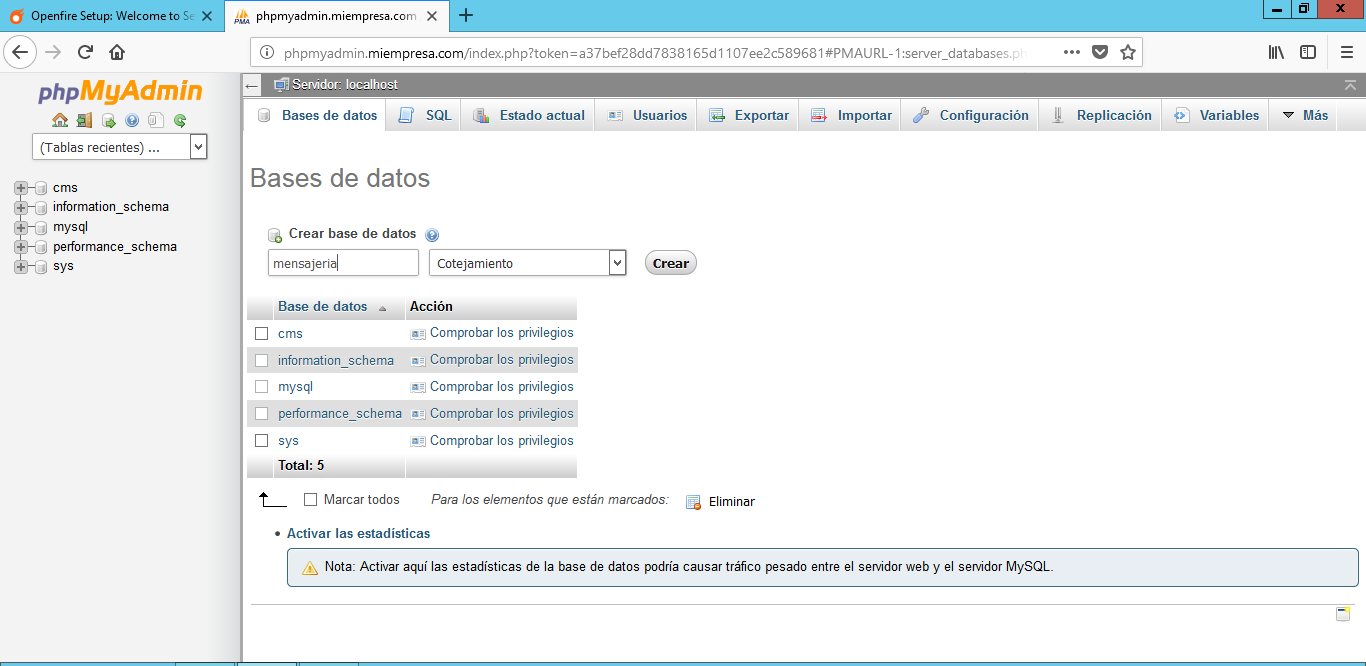 Openfire Setup: Welcome to Se
phpmyadmin.miempresa.com
phpmyadmin.miempresa.com/index.php?token=a37bef28dd7838165d1107ee2c589681#PMAURL-1:server_databases.ph
phpMyAdmin
(Tablas recientes) ...
cms
information_schema
mysql
performance_schema
sys
Servidor: localhost
Bases de datos SQL Estado actual Usuarios Exportar Importar Configuración Replicación Variables Más
Bases de datos
Crear base de datos
mensajeria Cotejamiento Crear
Base de datos Acción
cms Comprobar los privilegios
information_schema Comprobar los privilegios
mysql Comprobar los privilegios
performance_schema Comprobar los privilegios
sys Comprobar los privilegios
Total: 5
Marcar todos Para los elementos que están marcados: Eliminar
• Activar las estadísticas
Nota: Activar aquí las estadísticas de la base de datos podría causar tráfico pesado entre el servidor web y el servidor MySQL.